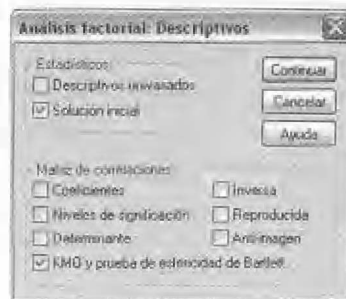 Análisis factorial: Descriptivos
Estadísticos
Descriptivos univariados
Solución inicial
Continuar
Cancelar
Ayuda
Matriz de correlaciones
Coeficientes
Inversa
Niveles de significación
Reproducida
Determinante
Anti-imagen
KMO y prueba de esfericidad de Bartlett